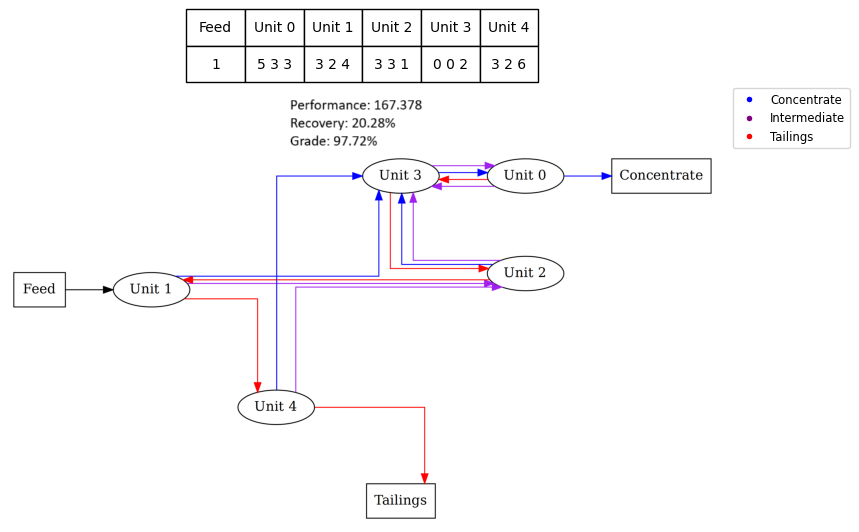 Feed Unit 0 Unit 1 Unit 2 Unit 3 Unit 4
1 5 3 3 3 2 4 3 3 1 0 0 2 3 2 6
Performance: 167.378
Recovery: 20.28%
Grade: 97.72%
Concentrate
Intermediate
Tailings
Unit 3
Unit 0
Concentrate
Unit 2
Feed
Unit 1
Unit 4
Tailings